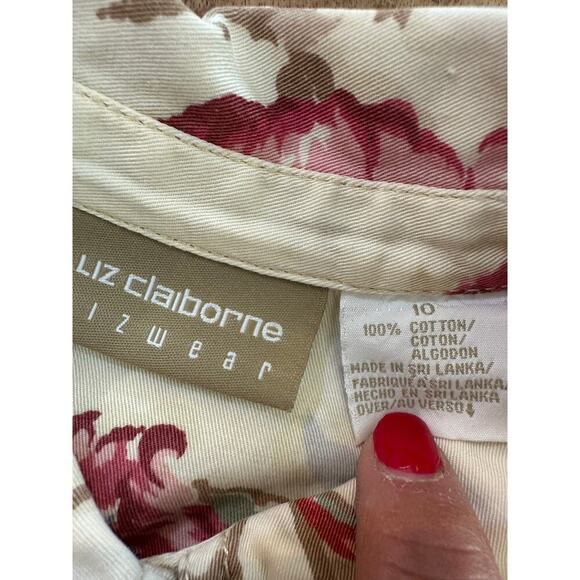 LIZ claiborne
izwear
10
100% COTTON/
COTON/
ALGODON
MADE IN SRI LANKA/
FABRIQUÉ A SRI LANKA/
HECHO EN SRI LANKA
OVER/AU VERSO↓